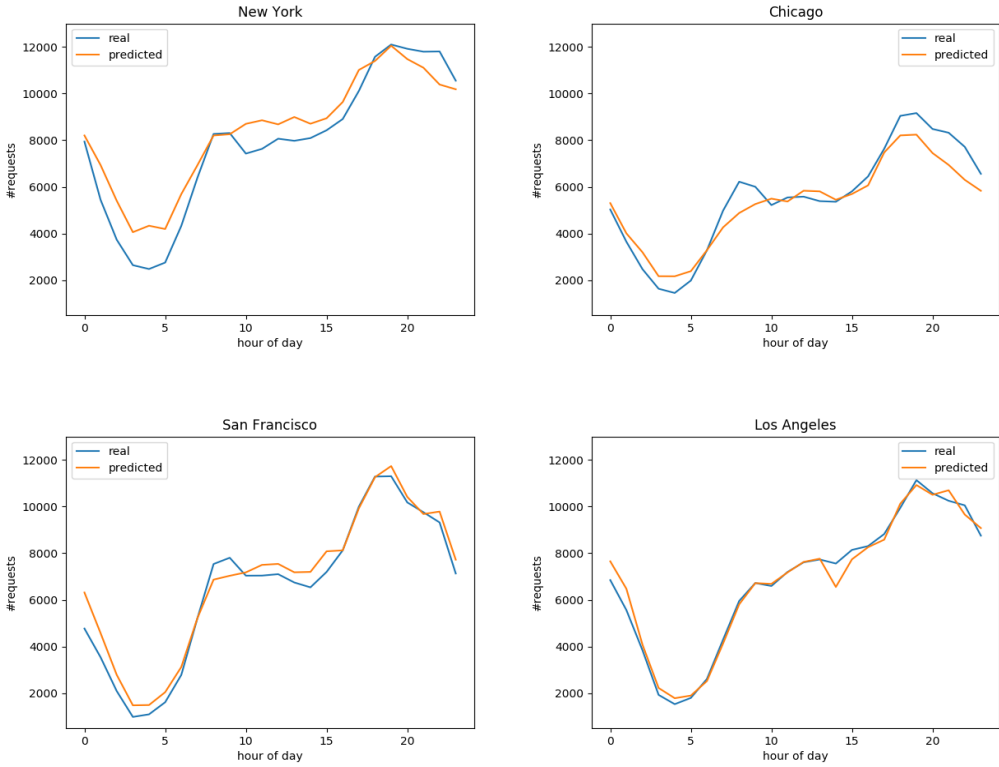 New York
real
predicted
12000
10000
8000
6000
4000
2000
#requests
0 5 10 15 20
hour of day
Chicago
real
predicted
12000
10000
8000
6000
4000
2000
#requests
0 5 10 15 20
hour of day
San Francisco
real
predicted
12000
10000
8000
6000
4000
2000
#requests
0 5 10 15 20
hour of day
Los Angeles
real
predicted
12000
10000
8000
6000
4000
2000
#requests
0 5 10 15 20
hour of day